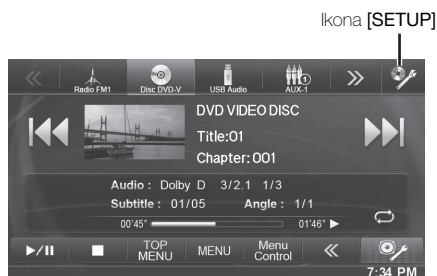 Ikona [SETUP]
Radio FM1
Disc DVD-V
USB Audio
1
AUX-1
DVD VIDEO DISC
Title:01
Chapter: 001
Audio : Dolby D 3/2.1 1/3
Subtitle : 01/05 Angle : 1/1
00'45" 01'46"
TOP MENU
MENU
Menu Control
7:34 PM